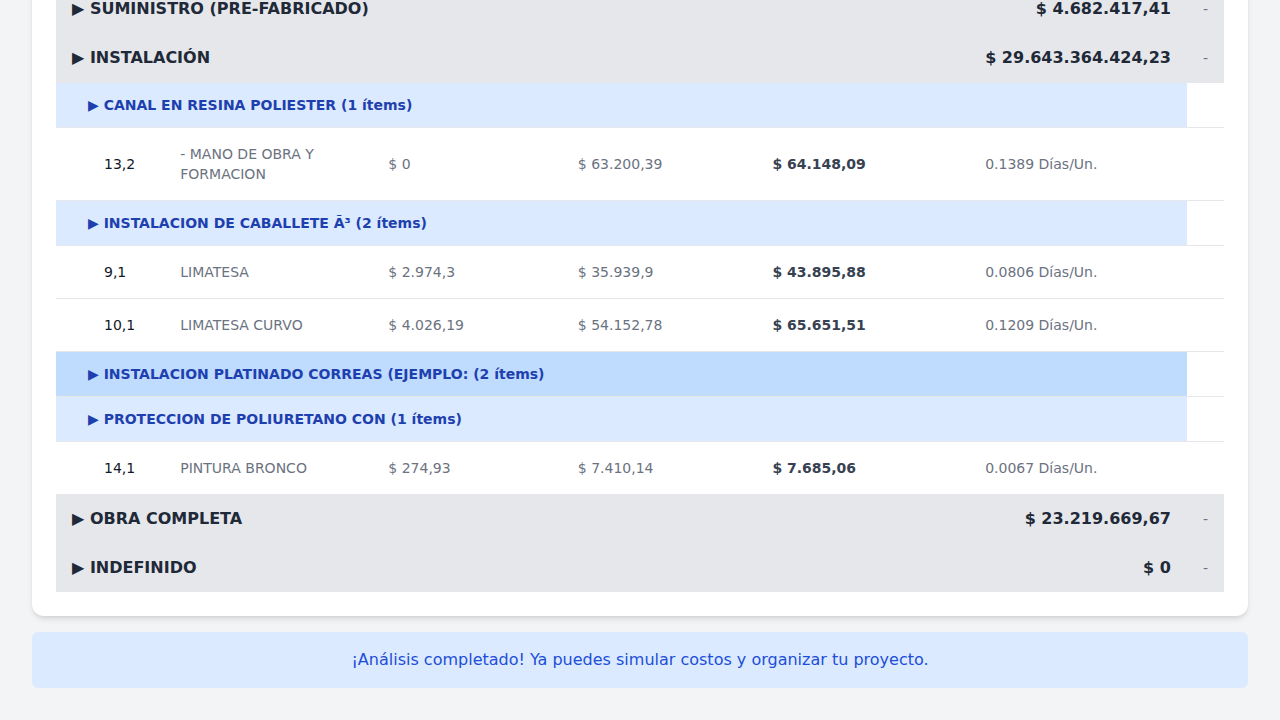 ▶ SUMINISTRO (PRE-FABRICADO) $ 4.682.417,41 -
▶ INSTALACIÓN $ 29.643.364.424,23 -
▶ CANAL EN RESINA POLIESTER (1 ítems)
13,2 - MANO DE OBRA Y FORMACION $ 0 $ 63.200,39 $ 64.148,09 0.1389 Días/Un.
▶ INSTALACION DE CABALLETE Ã³ (2 ítems)
9,1 LIMATESA $ 2.974,3 $ 35.939,9 $ 43.895,88 0.0806 Días/Un.
10,1 LIMATESA CURVO $ 4.026,19 $ 54.152,78 $ 65.651,51 0.1209 Días/Un.
▶ INSTALACION PLATINADO CORREAS (EJEMPLO: (2 ítems)
▶ PROTECCION DE POLIURETANO CON (1 ítems)
14,1 PINTURA BRONCO $ 274,93 $ 7.410,14 $ 7.685,06 0.0067 Días/Un.
▶ OBRA COMPLETA $ 23.219.669,67 -
▶ INDEFINIDO $ 0 -
¡Análisis completado! Ya puedes simular costos y organizar tu proyecto.